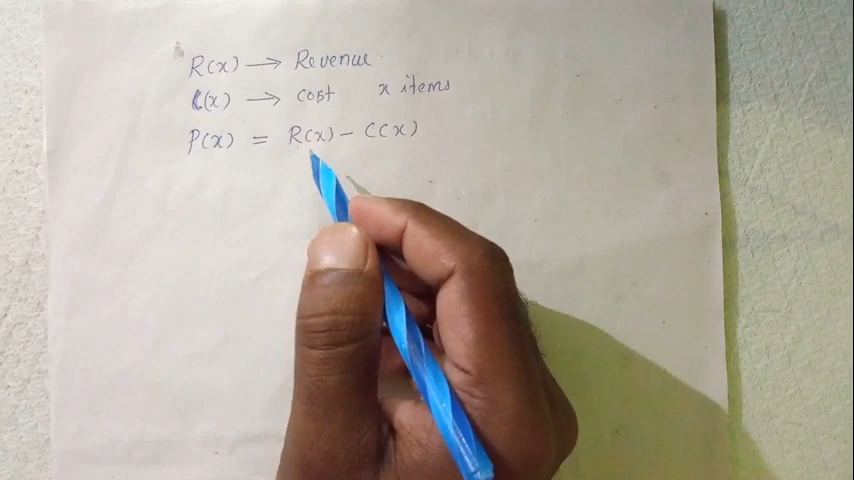 R(x) → Revenue
C(x) → cost x items
P(x) = R(x) - C(x)